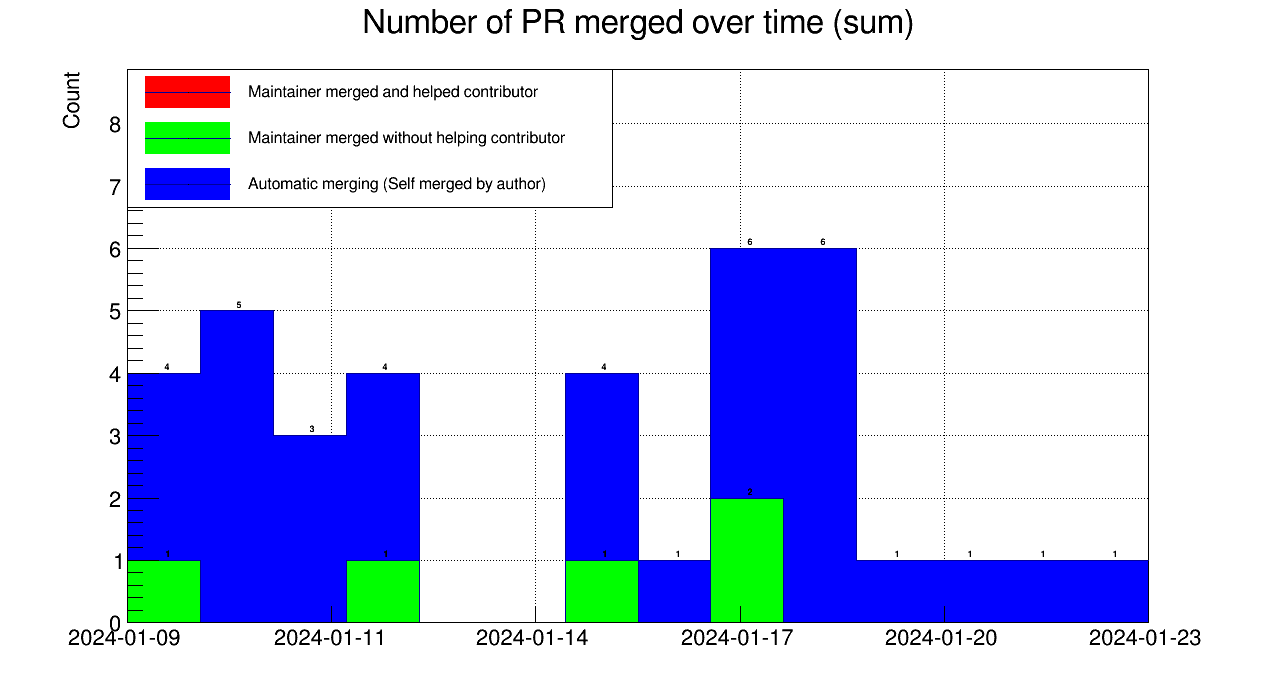 Number of PR merged over time (sum)
Count
Maintainer merged and helped contributor
Maintainer merged without helping contributor
Automatic merging (Self merged by author)
8
7
6
5
4
3
2
1
0
4 5 3 4 4 1 6 6 1 1 1 1
1 1 1 2
2024-01-09 2024-01-11 2024-01-14 2024-01-17 2024-01-20 2024-01-23